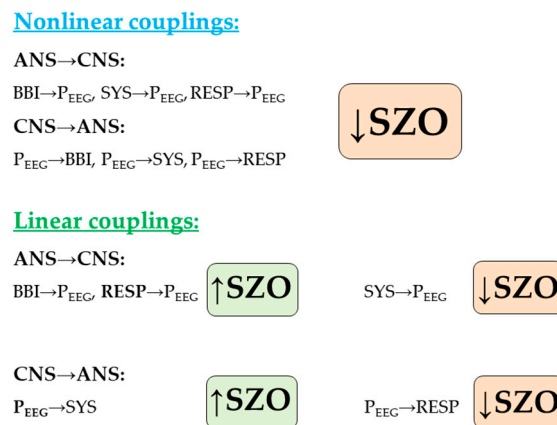 Nonlinear couplings:
ANS→CNS:
BBI→PEEG, SYS→PEEG, RESP→PEEG
↓SZO
CNS→ANS:
PEEG→BBI, PEEG→SYS, PEEG→RESP
Linear couplings:
ANS→CNS:
BBI→PEEG, RESP→PEEG ↑SZO SYS→PEEG ↓SZO
CNS→ANS:
PEEG→SYS ↑SZO PEEG→RESP ↓SZO